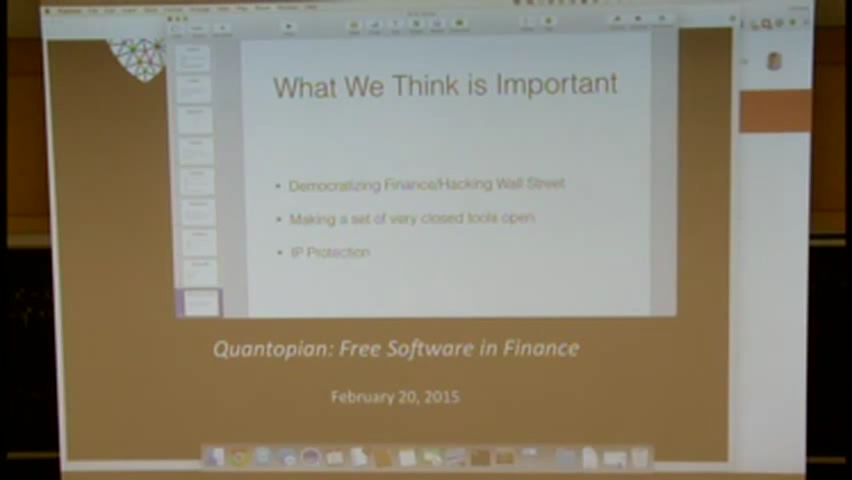 What We Think is Important
• Democratizing Finance/Hacking Wall Street
• Making a set of very closed tools open
• IP Protection
Quantopian: Free Software in Finance
February 20, 2015